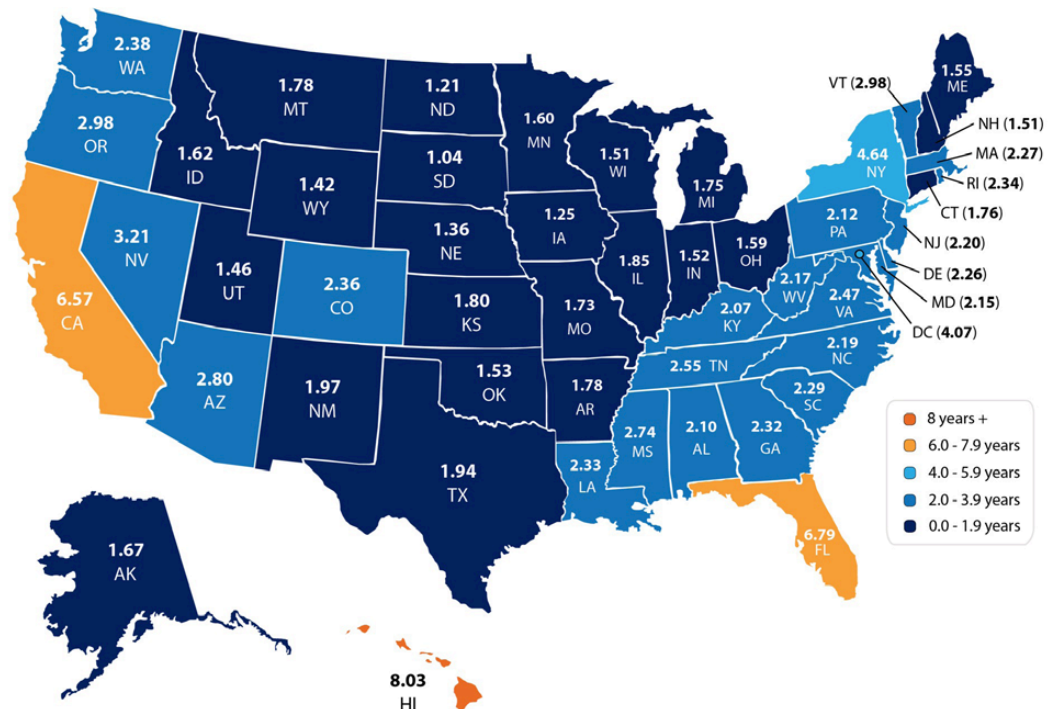 2.38
WA
2.98
OR
6.57
CA
3.21
NV
1.62
ID
1.78
MT
1.42
WY
1.46
UT
2.80
AZ
2.36
CO
1.97
NM
1.21
ND
1.04
SD
1.36
NE
1.80
KS
1.53
OK
1.94
TX
1.60
MN
1.25
IA
1.73
MO
1.78
AR
2.33
LA
1.51
WI
1.85
IL
1.75
MI
1.52
IN
1.59
OH
2.07
KY
2.55 TN
2.74
MS
2.10
AL
2.32
GA
6.79
FL
2.29
SC
2.19
NC
2.47
VA
2.17
WV
2.12
PA
4.64
NY
1.55
ME
VT (2.98)
NH (1.51)
MA (2.27)
RI (2.34)
CT (1.76)
NJ (2.20)
DE (2.26)
MD (2.15)
DC (4.07)
1.67
AK
8.03
HI
8 years +
6.0 - 7.9 years
4.0 - 5.9 years
2.0 - 3.9 years
0.0 - 1.9 years